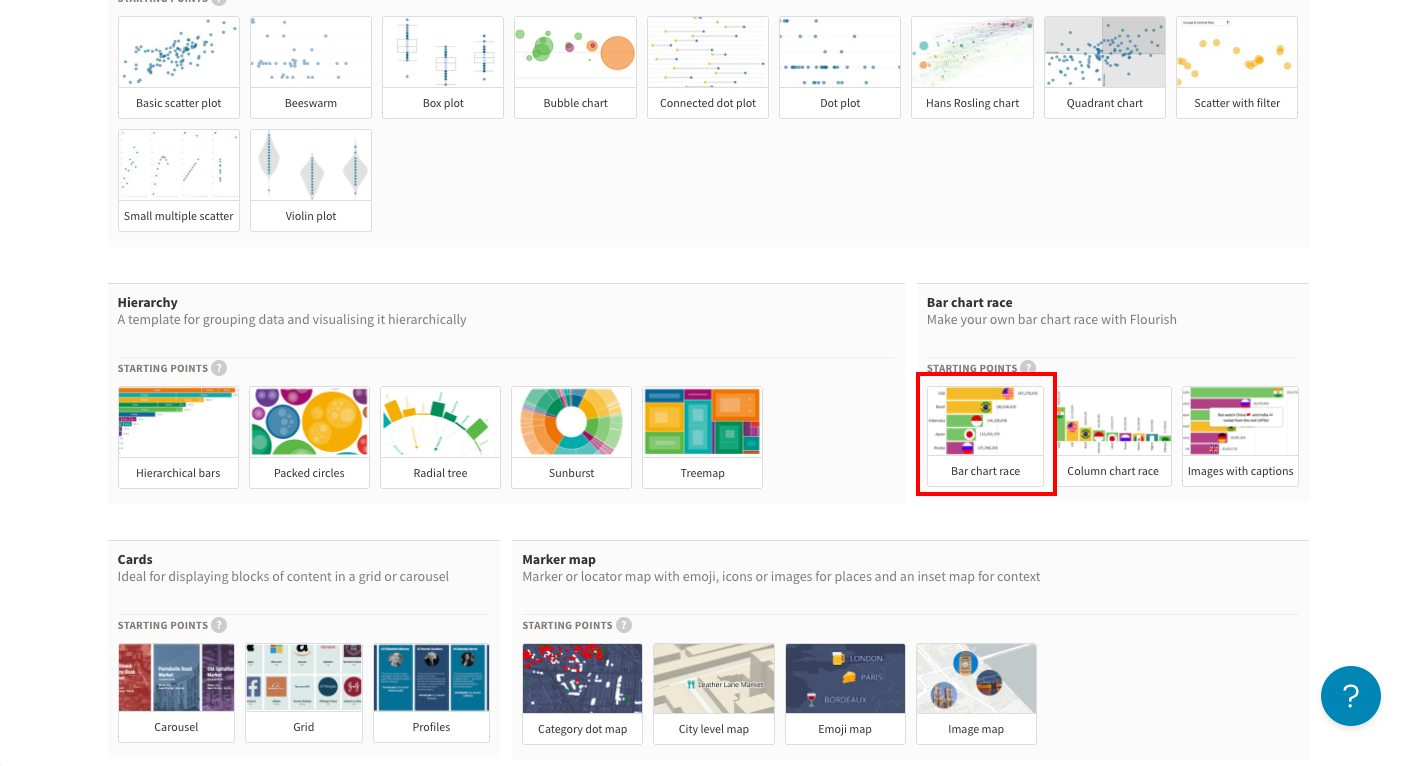 STARTING POINTS ?
Basic scatter plot
Beeswarm
Box plot
Bubble chart
Connected dot plot
Dot plot
Hans Rosling chart
Quadrant chart
Scatter with filter
Small multiple scatter
Violin plot
Hierarchy
A template for grouping data and visualising it hierarchically
STARTING POINTS ?
Hierarchical bars
Packed circles
Radial tree
Sunburst
Treemap
Bar chart race
Make your own bar chart race with Flourish
STARTING POINTS ?
Bar chart race
Column chart race
Images with captions
Cards
Ideal for displaying blocks of content in a grid or carousel
STARTING POINTS ?
Portobello Road
Market
Carousel
Grid
Profiles
Marker map
Marker or locator map with emoji, icons or images for places and an inset map for context
STARTING POINTS ?
Category dot map
Leather Lane Market
City level map
LONDON
PARIS
BORDEAUX
Emoji map
Image map
?